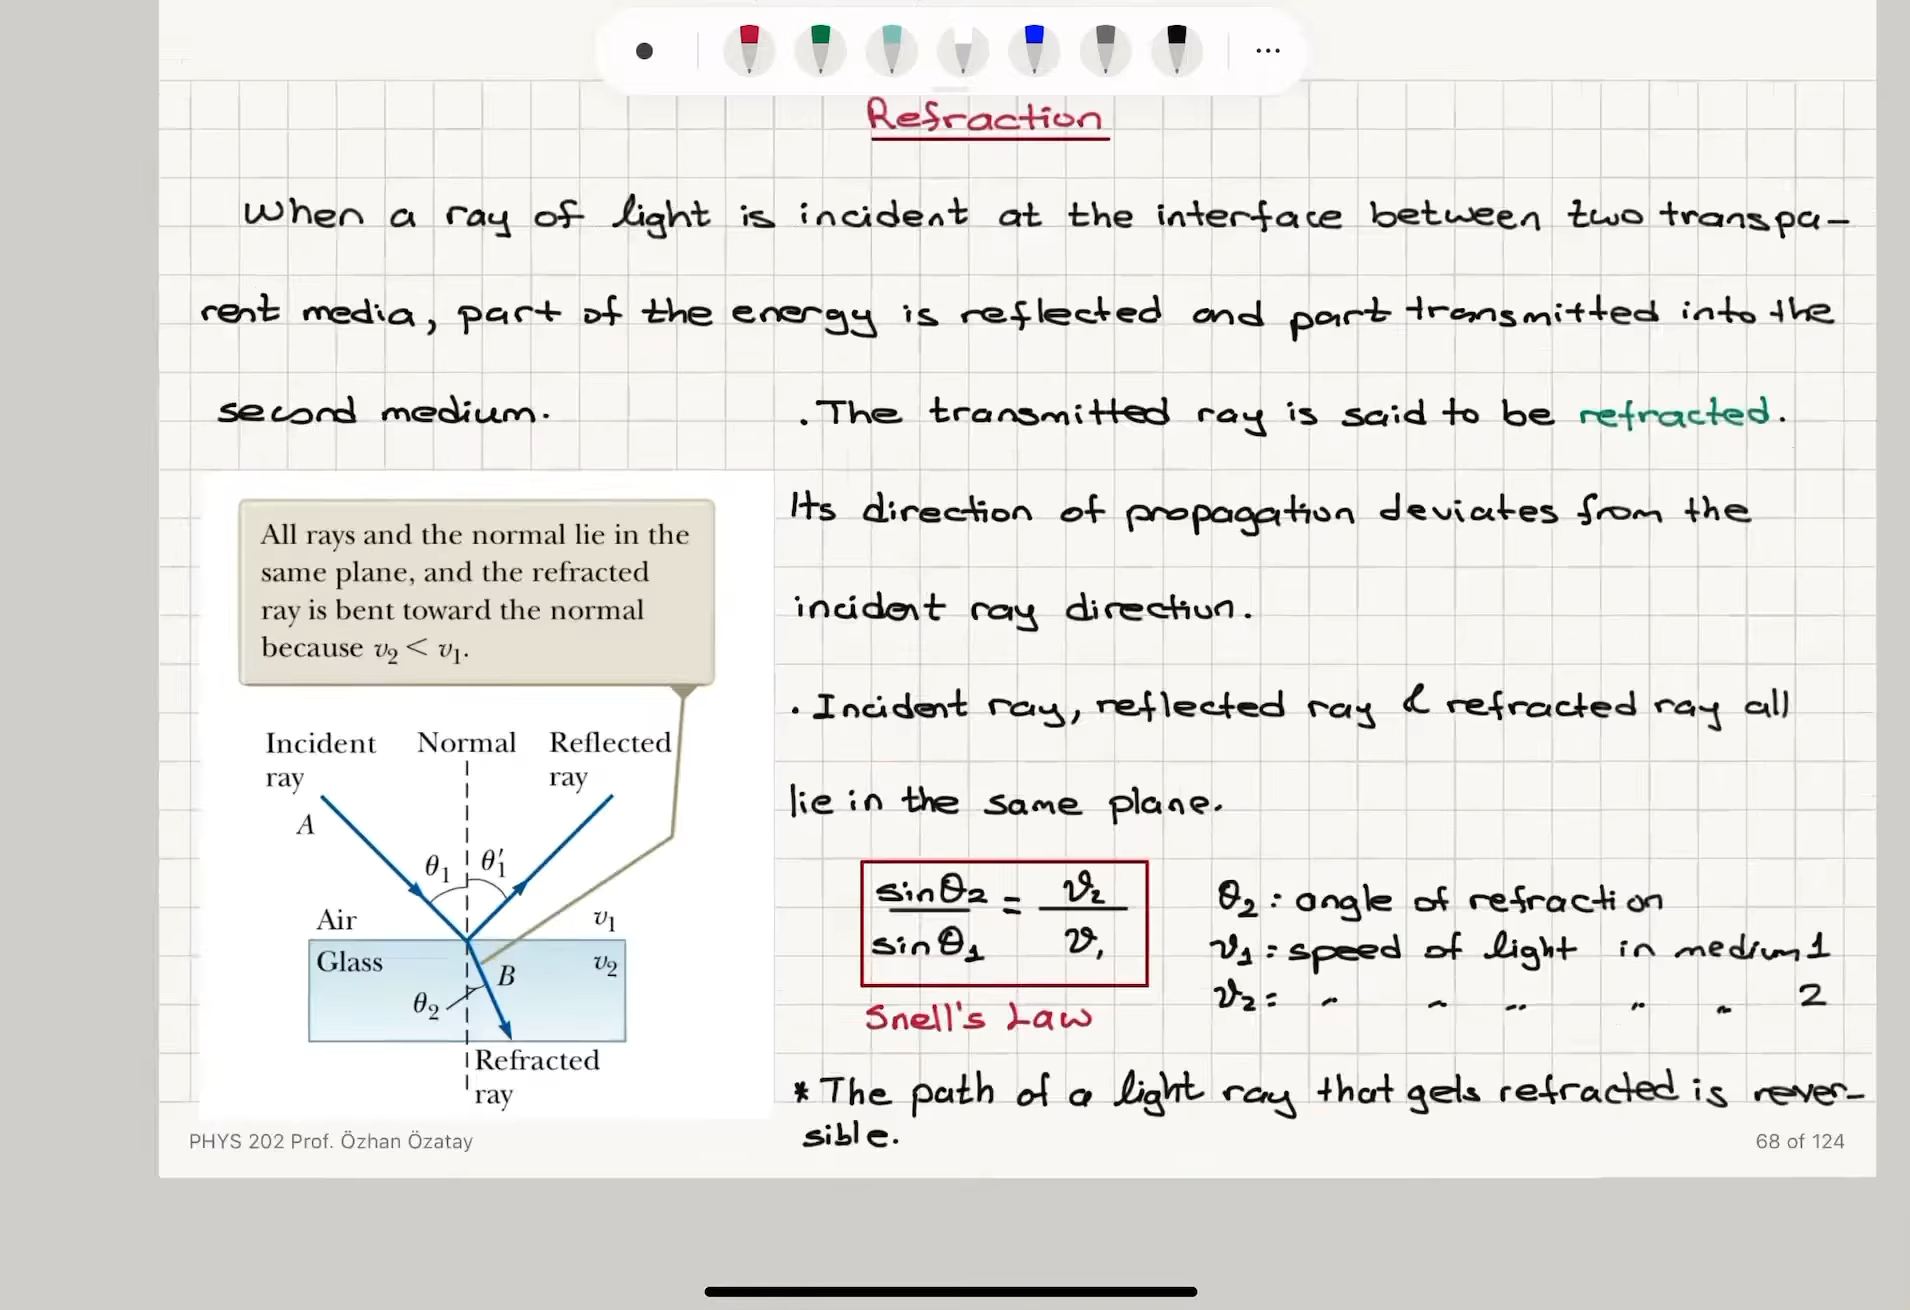 Refraction
When a ray of light is incident at the interface between two transpa-
rent media, part of the energy is reflected and part transmitted into the
second medium.
. The transmitted ray is said to be refracted.
Its direction of propagation deviates from the
incident ray direction.
. Incident ray, reflected ray & refracted ray all
lie in the same plane.
sinθ2 / sinθ1 = v2 / v1
Snell's Law
θ2 : angle of refraction
v1 = speed of light in medium 1
v2 = " " " " " 2
* The path of a light ray that gets refracted is rever-
sible.
All rays and the normal lie in the
same plane, and the refracted
ray is bent toward the normal
because v2 < v1.
Incident
ray
Normal
Reflected
ray
A
θ1
θ′1
Air
v1
Glass
v2
B
θ2
Refracted
ray
PHYS 202 Prof. Özhan Özatay
68 of 124